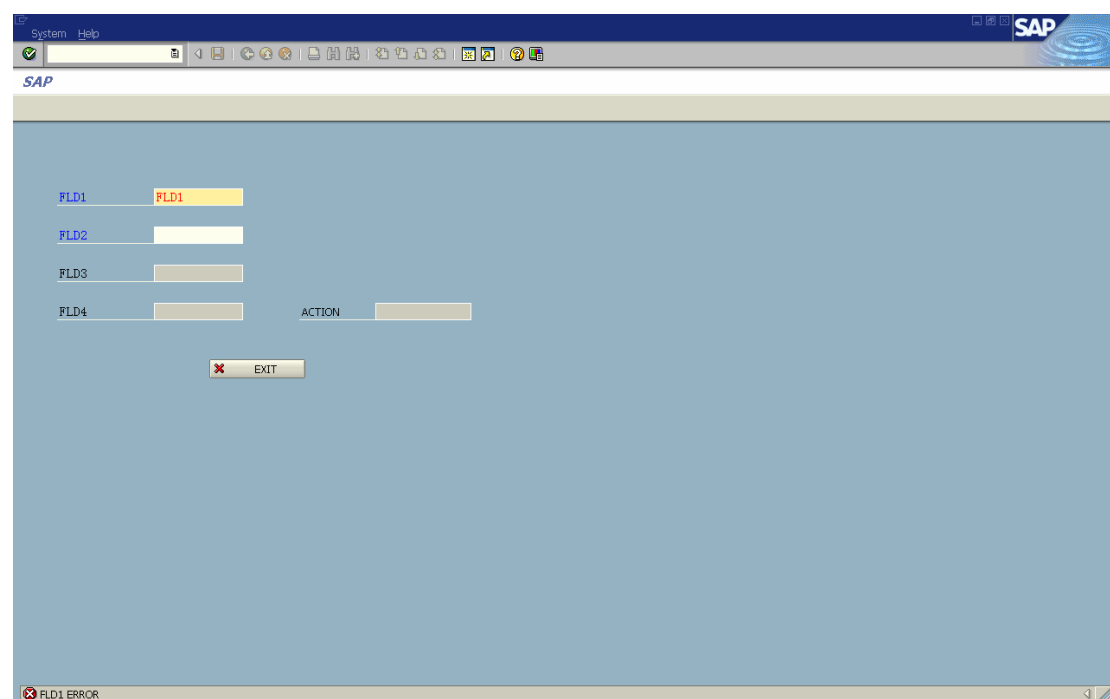 System Help
SAP
SAP
FLD1 FLD1
FLD2
FLD3
FLD4 ACTION
EXIT
FLD1 ERROR